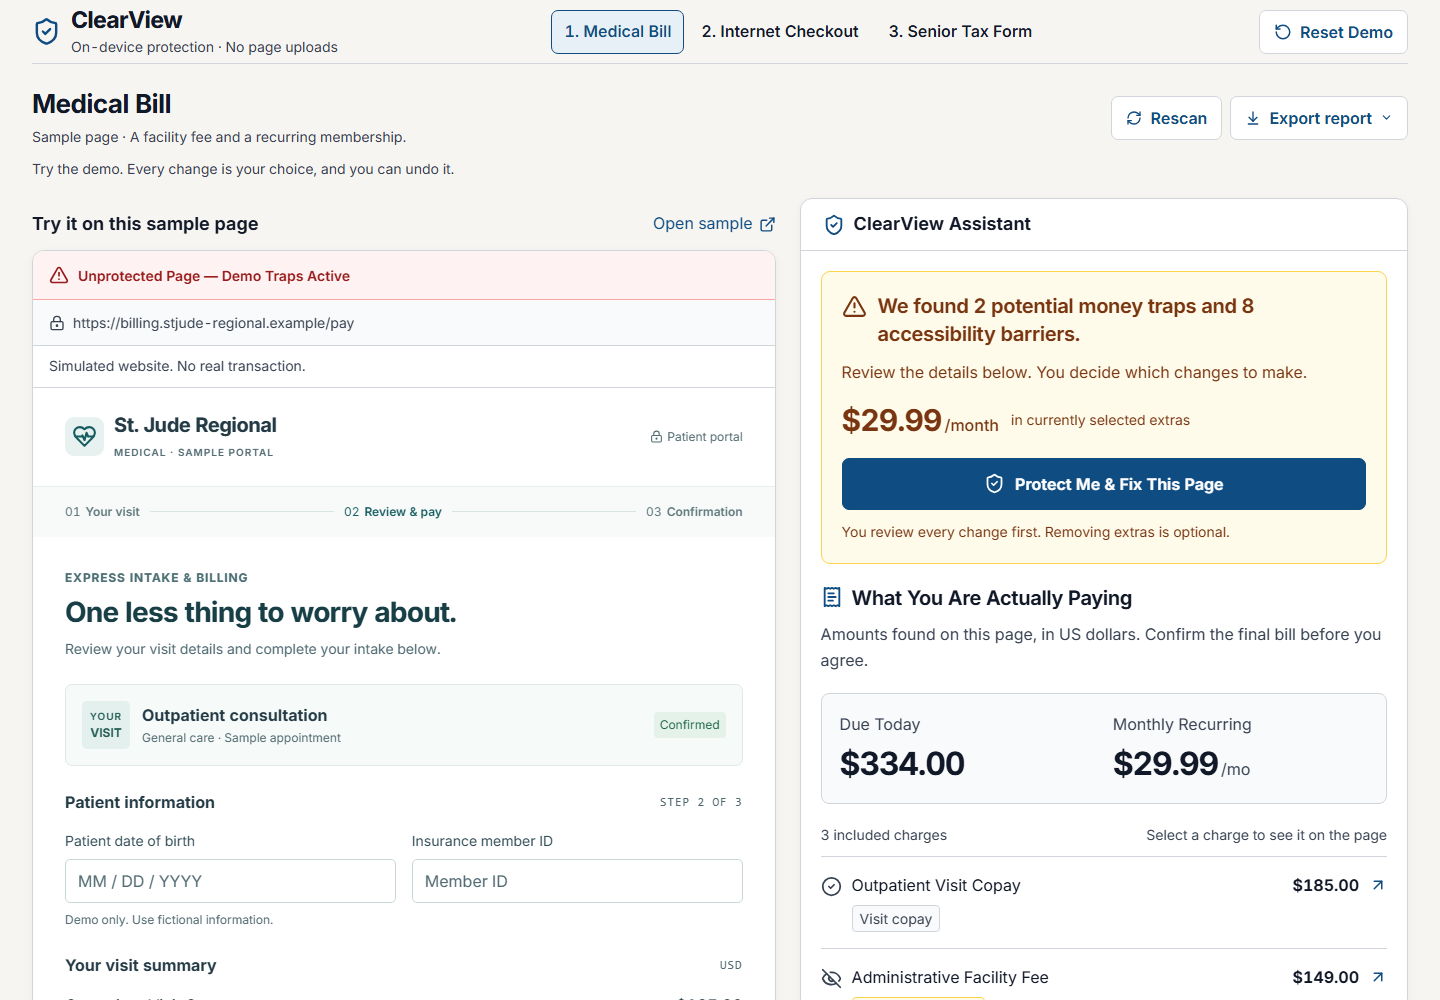 ClearView
On-device protection · No page uploads
1. Medical Bill
2. Internet Checkout
3. Senior Tax Form
Reset Demo
Medical Bill
Sample page · A facility fee and a recurring membership.
Try the demo. Every change is your choice, and you can undo it.
Rescan
Export report
Try it on this sample page
Open sample
Unprotected Page — Demo Traps Active
https://billing.stjude-regional.example/pay
Simulated website. No real transaction.
St. Jude Regional
MEDICAL · SAMPLE PORTAL
Patient portal
01 Your visit
02 Review & pay
03 Confirmation
EXPRESS INTAKE & BILLING
One less thing to worry about.
Review your visit details and complete your intake below.
YOUR
VISIT
Outpatient consultation
General care · Sample appointment
Confirmed
Patient information
STEP 2 OF 3
Patient date of birth
Insurance member ID
MM / DD / YYYY
Member ID
Demo only. Use fictional information.
Your visit summary
USD
ClearView Assistant
We found 2 potential money traps and 8
accessibility barriers.
Review the details below. You decide which changes to make.
$29.99/month in currently selected extras
Protect Me & Fix This Page
You review every change first. Removing extras is optional.
What You Are Actually Paying
Amounts found on this page, in US dollars. Confirm the final bill before you
agree.
Due Today
$334.00
Monthly Recurring
$29.99/mo
3 included charges
Select a charge to see it on the page
Outpatient Visit Copay
$185.00
Visit copay
Administrative Facility Fee
$149.00